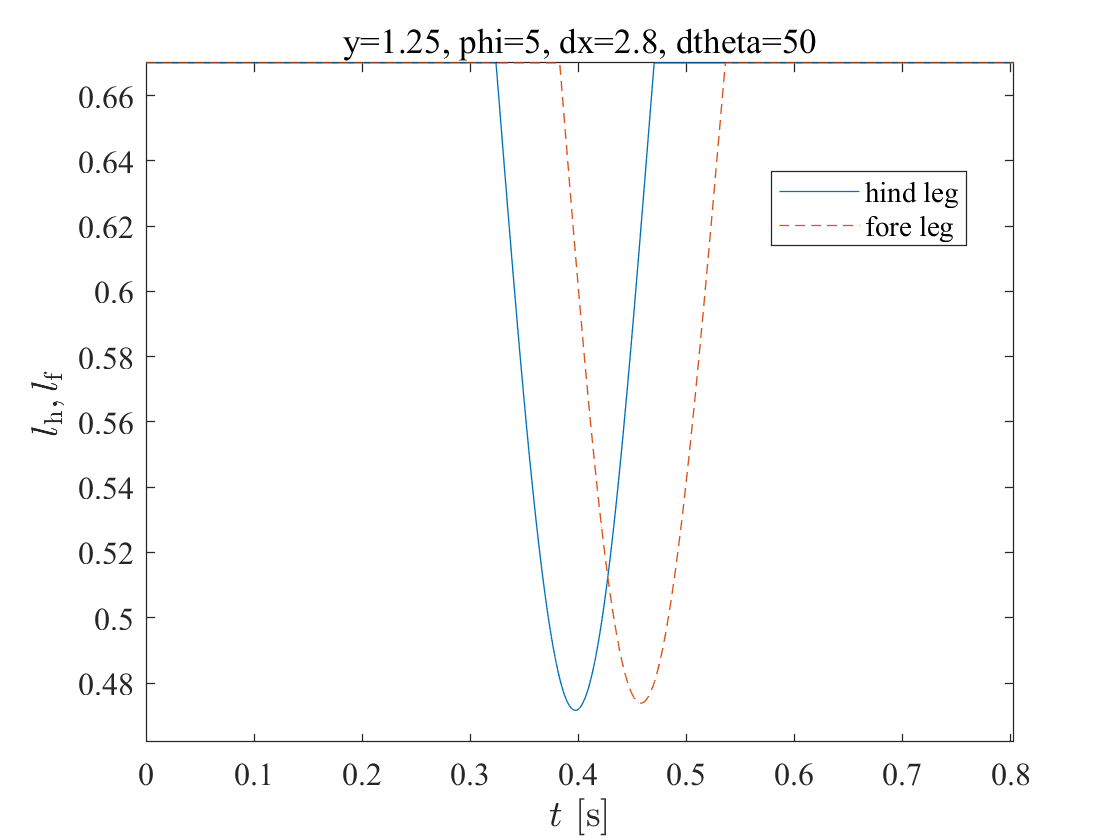 y=1.25, phi=5, dx=2.8, dtheta=50
0.66
0.64
0.62
0.6
0.58
0.56
0.54
0.52
0.5
0.48
l_h, l_f
hind leg
fore leg
0 0.1 0.2 0.3 0.4 0.5 0.6 0.7 0.8
t [s]